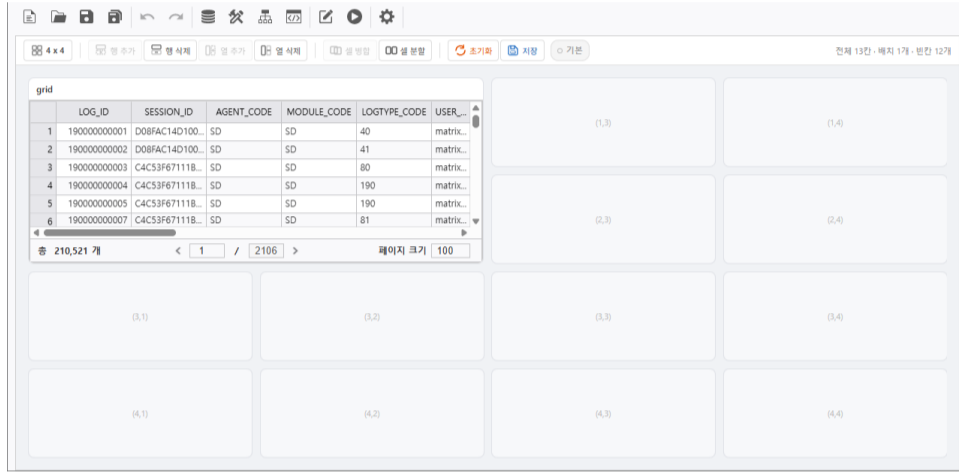 4 x 4 행 추가 행 삭제 열 추가 열 삭제 셀 병합 셀 분할 초기화 저장 기본 전체 13칸 · 배치 1개 · 빈칸 12개
grid
LOG_ID SESSION_ID AGENT_CODE MODULE_CODE LOGTYPE_CODE USER_...
1 190000000001 D08FAC14D100... SD SD 40 matrix...
2 190000000002 D08FAC14D100... SD SD 41 matrix...
3 190000000003 C4C53F67111B... SD SD 80 matrix...
4 190000000004 C4C53F67111B... SD SD 190 matrix...
5 190000000005 C4C53F67111B... SD SD 190 matrix...
6 190000000007 C4C53F67111B... SD SD 81 matrix...
총 210,521 개 < 1 / 2106 > 페이지 크기 100
(1,3) (1,4)
(2,3) (2,4)
(3,1) (3,2) (3,3) (3,4)
(4,1) (4,2) (4,3) (4,4)